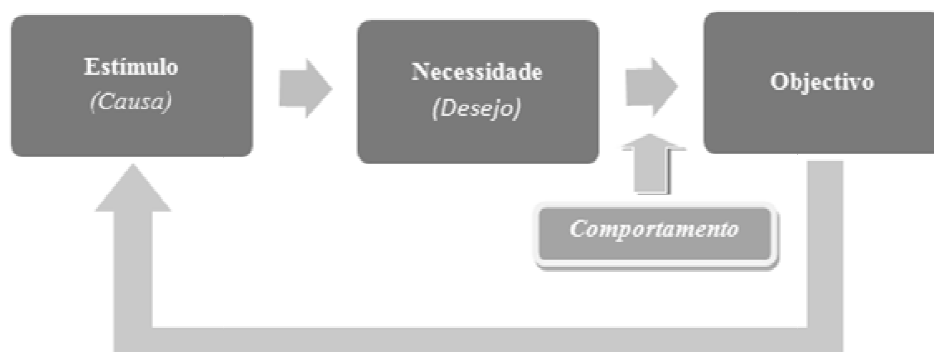 Estímulo
(Causa)
Necessidade
(Desejo)
Objectivo
Comportamento